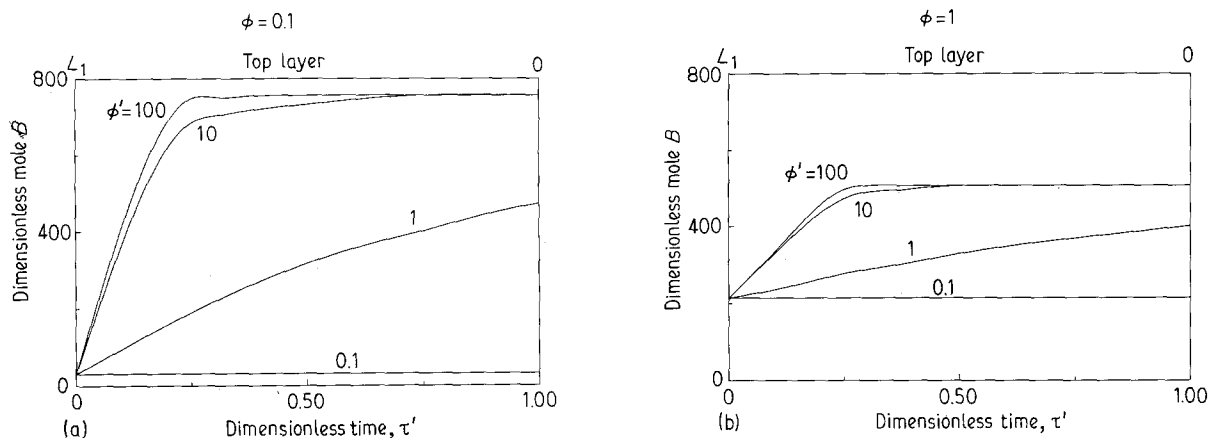 ϕ = 0.1
L₁ Top layer 0
800
400
0
Dimensionless mole B
ϕ'=100
10
1
0.1
0 0.50 1.00
(a) Dimensionless time, τ'
ϕ=1
L₁ Top layer 0
800
400
0
Dimensionless mole B
ϕ'=100
10
1
0.1
0 0.50 1.00
(b) Dimensionless time, τ'